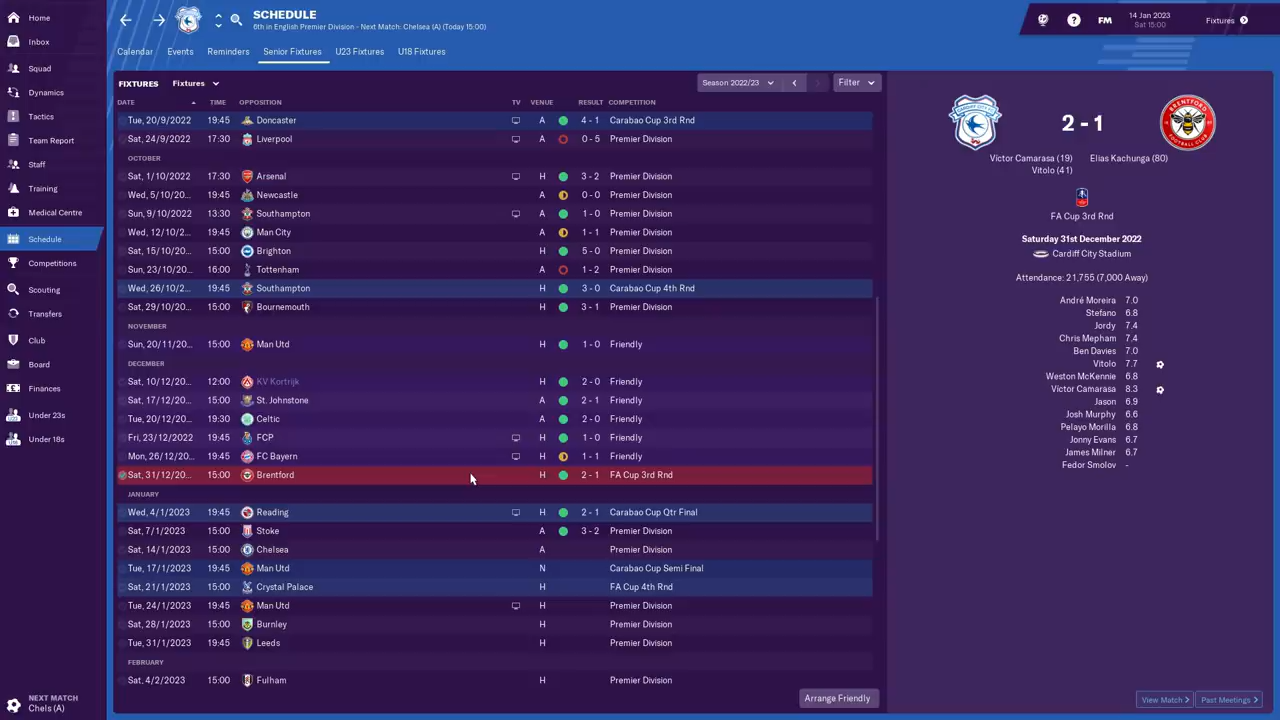 Home
Inbox
Squad
Dynamics
Tactics
Team Report
Staff
Training
Medical Centre
Schedule
Competitions
Scouting
Transfers
Club
Board
Finances
Under 23s
Under 18s
NEXT MATCH
Chels (A)
SCHEDULE
6th in English Premier Division - Next Match: Chelsea (A) (Today 15:00)
FM 14 Jan 2023 Fixtures
Sat 15:00
Calendar Events Reminders Senior Fixtures U23 Fixtures U18 Fixtures
FIXTURES Fixtures Season 2022/23 Filter
DATE TIME OPPOSITION TV VENUE RESULT COMPETITION
Tue, 20/9/2022 19:45 Doncaster H 4 - 1 Carabao Cup 3rd Rnd
Sat, 24/9/2022 17:30 Liverpool A 0 - 5 Premier Division
OCTOBER
Sat, 1/10/2022 17:30 Arsenal H 3 - 2 Premier Division
Wed, 5/10/20... 19:45 Newcastle A 0 - 0 Premier Division
Sun, 9/10/2022 13:30 Southampton A 1 - 0 Premier Division
Wed, 12/10/20... 19:45 Man City A 1 - 1 Premier Division
Sat, 15/10/20... 15:00 Brighton H 5 - 0 Premier Division
Sun, 23/10/20... 16:00 Tottenham A 1 - 2 Premier Division
Wed, 26/10/2... 19:45 Southampton H 3 - 0 Carabao Cup 4th Rnd
Sat, 29/10/20... 15:00 Bournemouth H 3 - 1 Premier Division
NOVEMBER
Sun, 20/11/20... 15:00 Man Utd H 1 - 0 Friendly
DECEMBER
Sat, 10/12/20... 12:00 KV Kortrijk H 2 - 0 Friendly
Sat, 17/12/20... 15:00 St. Johnstone A 2 - 1 Friendly
Tue, 20/12/20... 19:30 Celtic A 2 - 0 Friendly
Fri, 23/12/2022 19:45 FCP H 1 - 0 Friendly
Mon, 26/12/20... 19:45 FC Bayern H 1 - 1 Friendly
Sat, 31/12/20... 15:00 Brentford H 2 - 1 FA Cup 3rd Rnd
JANUARY
Wed, 4/1/2023 19:45 Reading H 2 - 1 Carabao Cup Qtr Final
Sat, 7/1/2023 15:00 Stoke A 3 - 2 Premier Division
Sat, 14/1/2023 15:00 Chelsea A Premier Division
Tue, 17/1/2023 19:45 Man Utd N Carabao Cup Semi Final
Sat, 21/1/2023 15:00 Crystal Palace H FA Cup 4th Rnd
Tue, 24/1/2023 19:45 Man Utd H Premier Division
Sat, 28/1/2023 15:00 Burnley H Premier Division
Tue, 31/1/2023 19:45 Leeds H Premier Division
FEBRUARY
Sat, 4/2/2023 15:00 Fulham H Premier Division
Arrange Friendly
2 - 1
Víctor Camarasa (19) Elias Kachunga (80)
Vitolo (41)
FA Cup 3rd Rnd
Saturday 31st December 2022
Cardiff City Stadium
Attendance: 21,755 (7,000 Away)
André Moreira 7.0
Stefano 6.8
Jordy 7.4
Chris Mepham 7.4
Ben Davies 7.0
Vitolo 7.7
Weston McKennie 6.8
Víctor Camarasa 8.3
Jason 6.9
Josh Murphy 6.6
Pelayo Morilla 6.8
Jonny Evans 6.7
James Milner 6.7
Fedor Smolov -
View Match Past Meetings